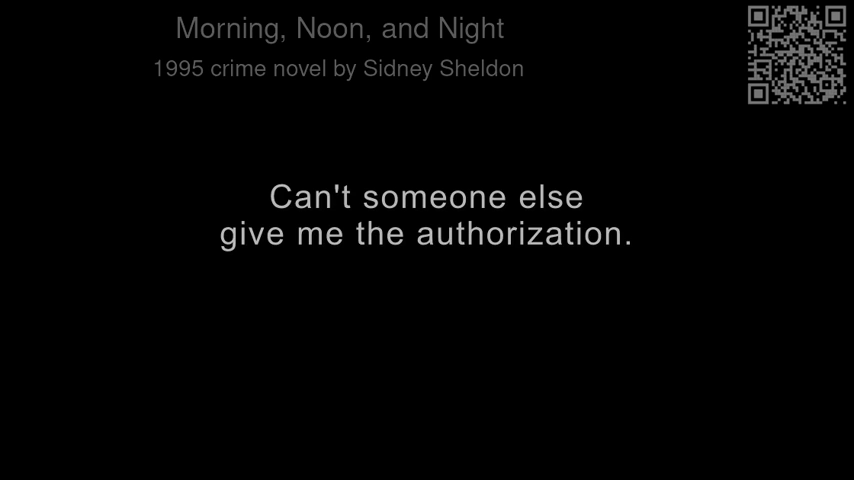 Morning, Noon, and Night
1995 crime novel by Sidney Sheldon
Can't someone else
give me the authorization.